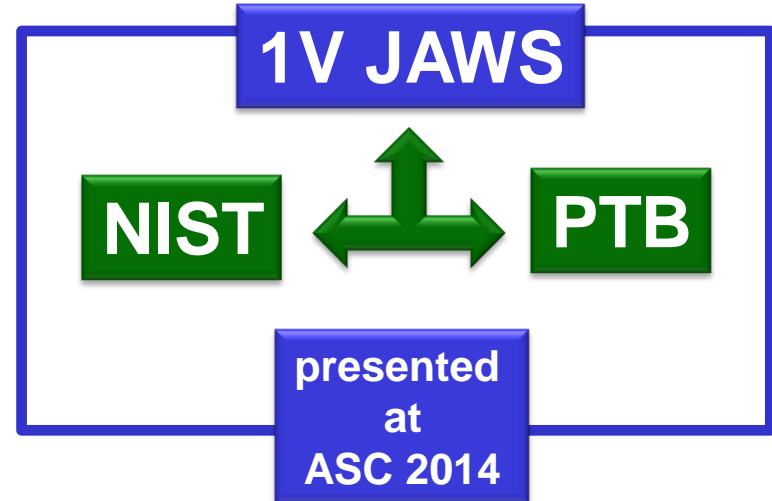 1V JAWS
NIST
PTB
presented
at
ASC 2014